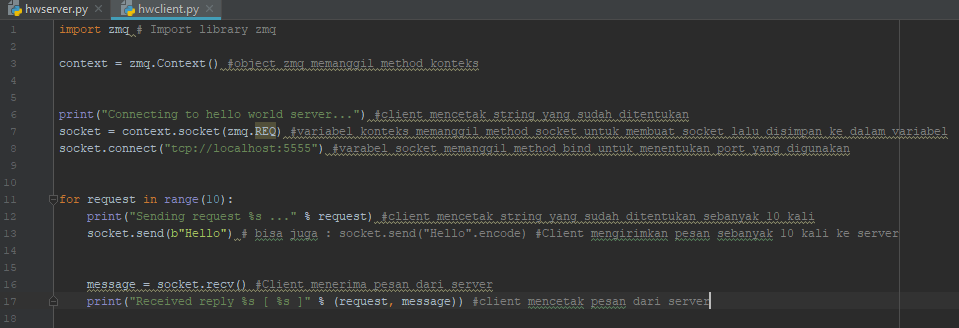 hwserver.py hwclient.py
1 import zmq # Import library zmq
2
3 context = zmq.Context() #object zmq memanggil method konteks
4
5
6 print("Connecting to hello world server...") #client mencetak string yang sudah ditentukan
7 socket = context.socket(zmq.REQ) #variabel konteks memanggil method socket untuk membuat socket lalu disimpan ke dalam variabel
8 socket.connect("tcp://localhost:5555") #varabel socket memanggil method bind untuk menentukan port yang digunakan
9
10
11 for request in range(10):
12 print("Sending request %s ..." % request) #client mencetak string yang sudah ditentukan sebanyak 10 kali
13 socket.send(b"Hello") # bisa juga : socket.send("Hello".encode) #Client mengirimkan pesan sebanyak 10 kali ke server
14
15
16 message = socket.recv() #Client menerima pesan dari server
17 print("Received reply %s [ %s ]" % (request, message)) #client mencetak pesan dari server
18